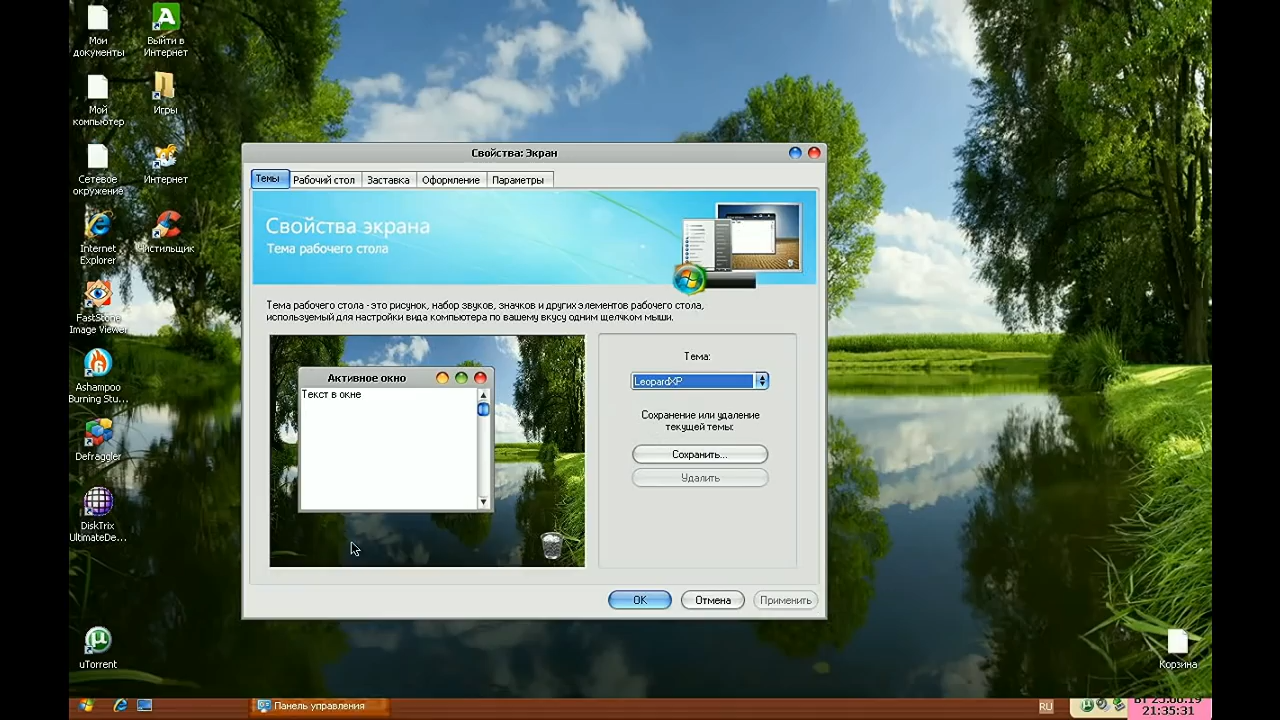 Мои
документы
Выйти в
Интернет
Мой
компьютер
Игры
Сетевое
окружение
Интернет
Internet
Explorer
Чистильщик
FastStone
Image Viewer
Ashampoo
Burning Stu...
Defraggler
DiskTrix
UltimateDe...
uTorrent
Корзина
Свойства: Экран
Темы
Рабочий стол
Заставка
Оформление
Параметры
Свойства экрана
Тема рабочего стола
Тема рабочего стола - это рисунок, набор звуков, значков и других элементов рабочего стола,
используемый для настройки вида компьютера по вашему вкусу одним щелчком мыши.
Активное окно
Текст в окне
Тема:
LeopardXP
Сохранение или удаление
текущей темы:
Сохранить...
Удалить
OK
Отмена
Применить
Панель управления
RU
21:35:31